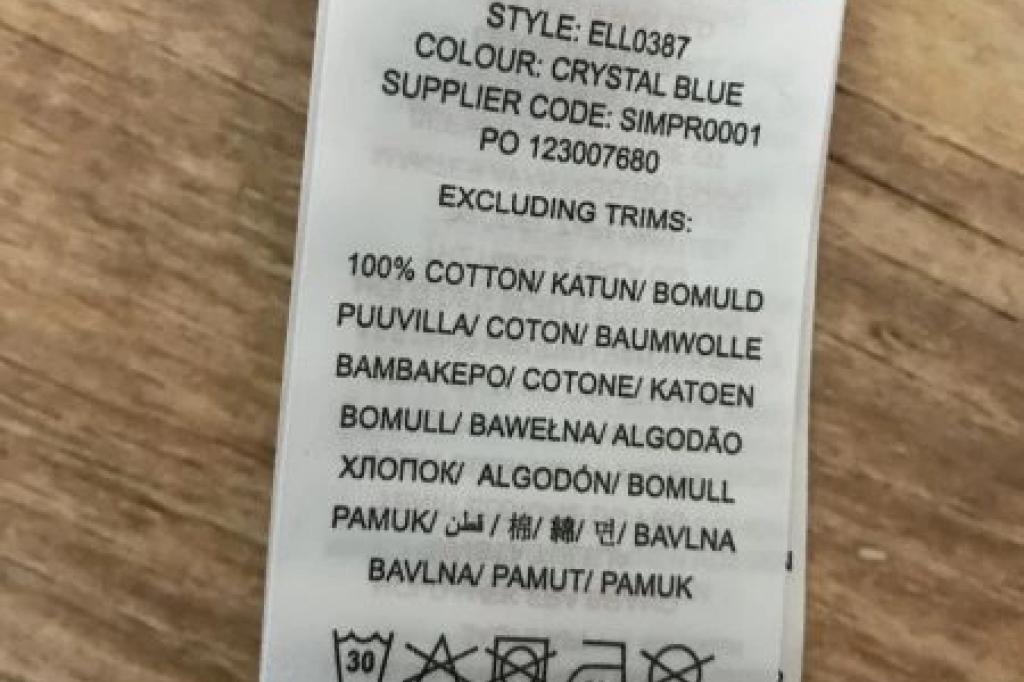 STYLE: ELL0387
COLOUR: CRYSTAL BLUE
SUPPLIER CODE: SIMPR0001
PO 123007680
EXCLUDING TRIMS:
100% COTTON/ KATUN/ BOMULD
PUUVILLA/ COTON/ BAUMWOLLE
BAMBAKEPO/ COTONE/ KATOEN
BOMULL/ BAWEŁNA/ ALGODÃO
ХЛОПОК/ ALGODÓN/ BOMULL
PAMUK/ قطن / 棉/ 綿/ 면/ BAVLNA
BAVLNA/ PAMUT/ PAMUK
30